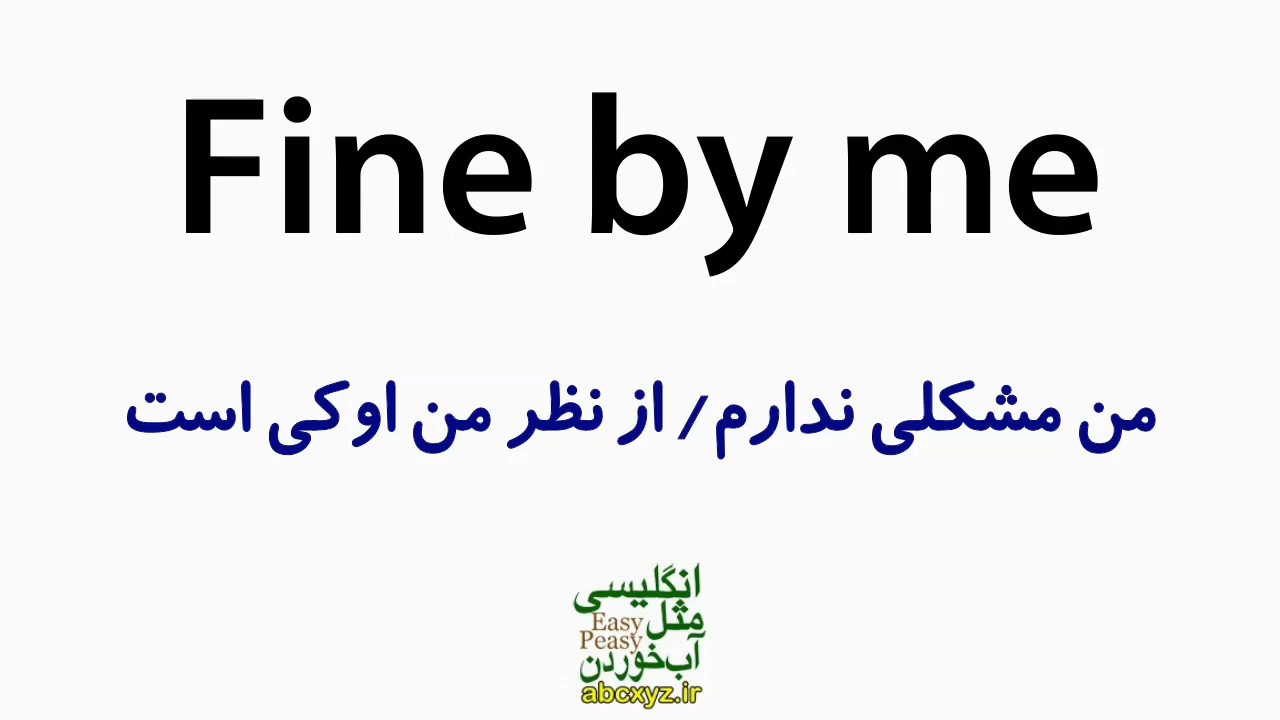 Fine by me
من مشکلی ندارم/ از نظر من اوکی است
انگلیسی
مثل Easy
Peasy
آب‌خوردن
abcxyz.ir